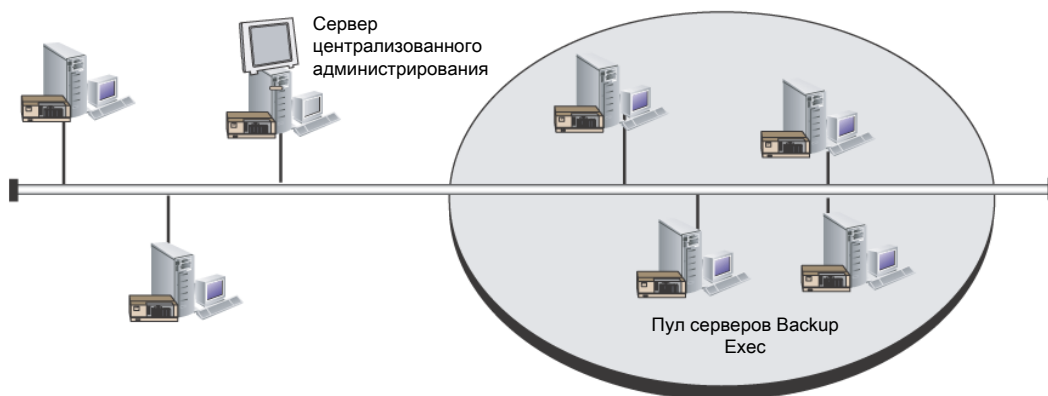 Сервер
централизованного
администрирования
Пул серверов Backup
Exec